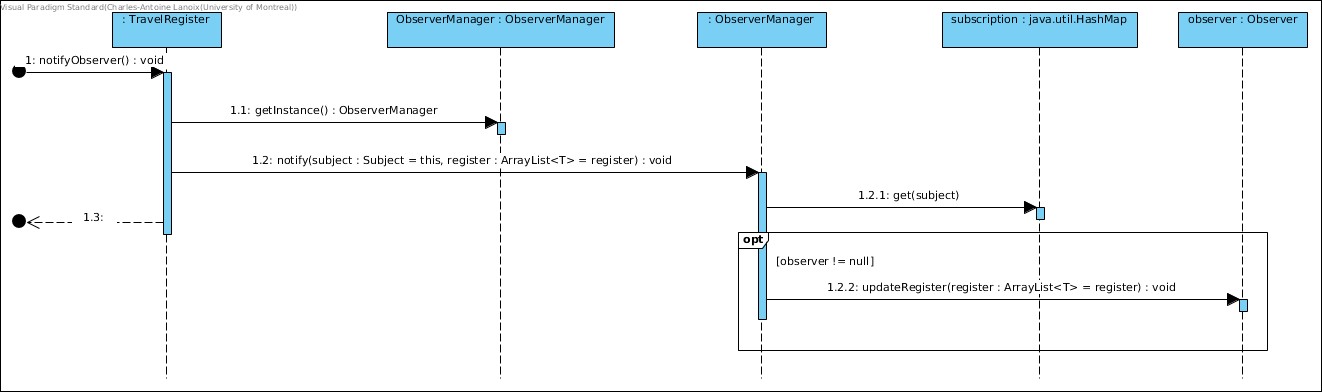 Visual Paradigm Standard(Charles-Antoine Lanoix(University of Montreal))
: TravelRegister
ObserverManager : ObserverManager
: ObserverManager
subscription : java.util.HashMap
observer : Observer
1: notifyObserver() : void
1.1: getInstance() : ObserverManager
1.2: notify(subject : Subject = this, register : ArrayList<T> = register) : void
1.2.1: get(subject)
1.3:
opt
[observer != null]
1.2.2: updateRegister(register : ArrayList<T> = register) : void